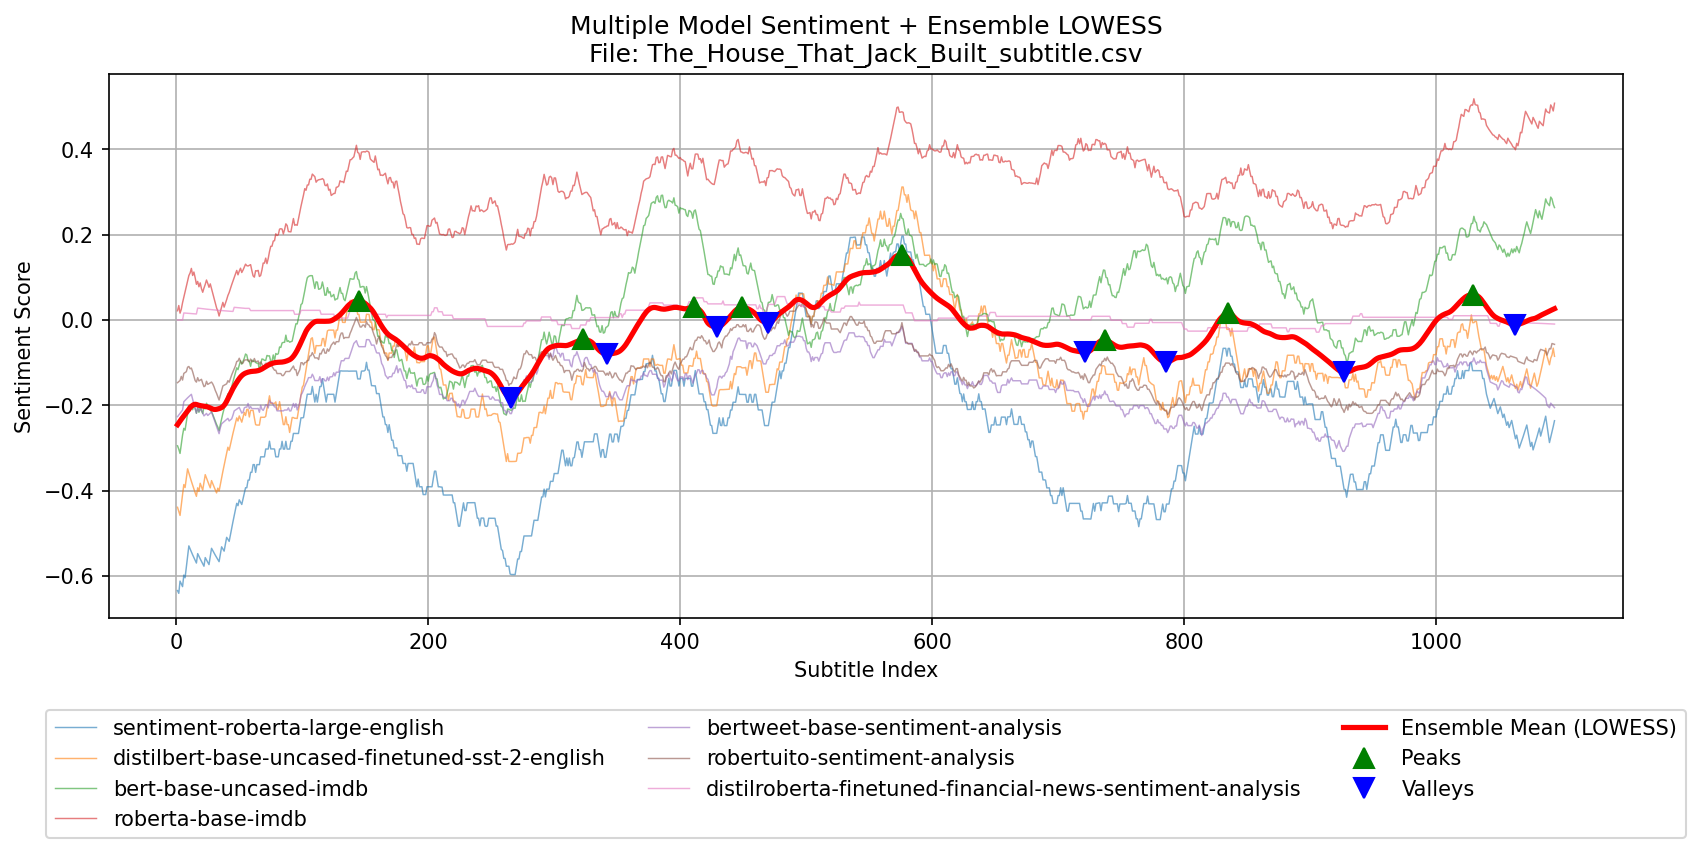 Multiple Model Sentiment + Ensemble LOWESS
File: The_House_That_Jack_Built_subtitle.csv
Sentiment Score
0.4
0.2
0.0
−0.2
−0.4
−0.6
0
200
400
600
800
1000
Subtitle Index
sentiment-roberta-large-english
distilbert-base-uncased-finetuned-sst-2-english
bert-base-uncased-imdb
roberta-base-imdb
bertweet-base-sentiment-analysis
robertuito-sentiment-analysis
distilroberta-finetuned-financial-news-sentiment-analysis
Ensemble Mean (LOWESS)
Peaks
Valleys